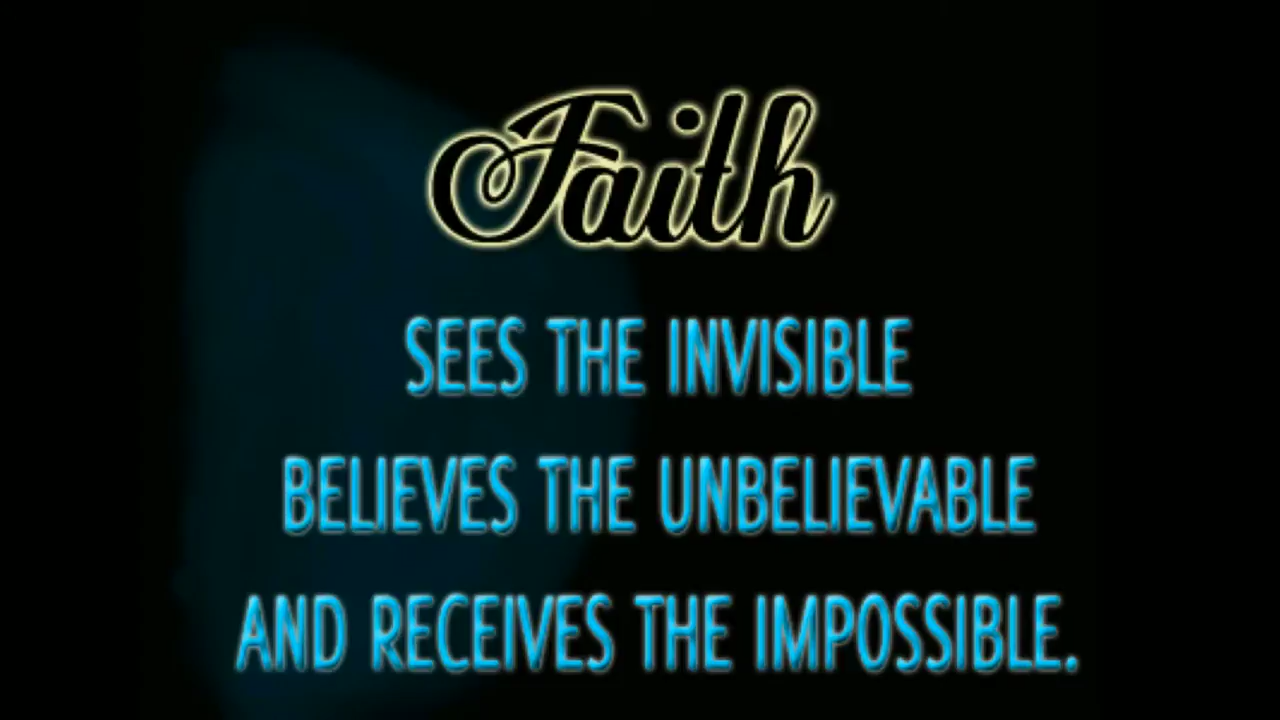 Faith
SEES THE INVISIBLE
BELIEVES THE UNBELIEVABLE
AND RECEIVES THE IMPOSSIBLE.